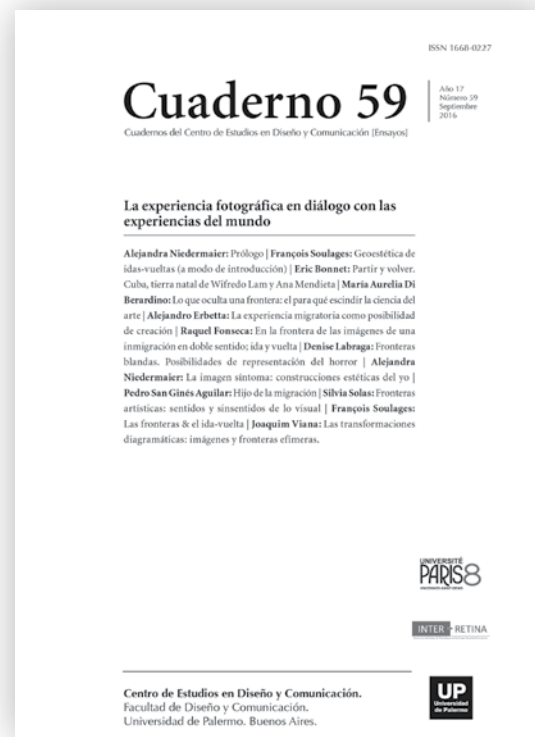 ISSN 1668-0227
Cuaderno 59
Cuadernos del Centro de Estudios en Diseño y Comunicación [Ensayos]
Año 17
Número 59
Septiembre
2016
La experiencia fotográfica en diálogo con las
experiencias del mundo
Alejandra Niedermaier: Prólogo | François Soulages: Geoestética de
idas-vueltas (a modo de introducción) | Eric Bonnet: Partir y volver.
Cuba, tierra natal de Wifredo Lam y Ana Mendieta | María Aurelia Di
Berardino: Lo que oculta una frontera: el para qué escindir la ciencia del
arte | Alejandro Erbetta: La experiencia migratoria como posibilidad
de creación | Raquel Fonseca: En la frontera de las imágenes de una
inmigración en doble sentido; ida y vuelta | Denise Labraga: Fronteras
blandas. Posibilidades de representación del horror | Alejandra
Niedermaier: La imagen síntoma: construcciones estéticas del yo |
Pedro San Ginés Aguilar: Hijo de la migración | Silvia Solas: Fronteras
artísticas: sentidos y sinsentidos de lo visual | François Soulages:
Las fronteras & el ida-vuelta | Joaquim Viana: Las transformaciones
diagramáticas: imágenes y fronteras efímeras.
UNIVERSITÉ
PARIS8
INTER RETINA
Centro de Estudios en Diseño y Comunicación.
Facultad de Diseño y Comunicación.
Universidad de Palermo. Buenos Aires.
UP
Universidad
de Palermo